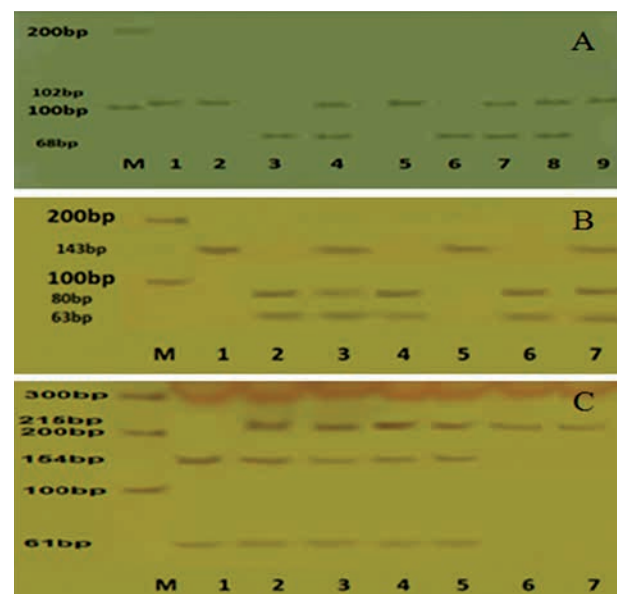 200bp
A
102bp
100bp
68bp
M 1 2 3 4 5 6 7 8 9
200bp
B
143bp
100bp
80bp
63bp
M 1 2 3 4 5 6 7
300bp
C
215bp
200bp
154bp
100bp
61bp
M 1 2 3 4 5 6 7